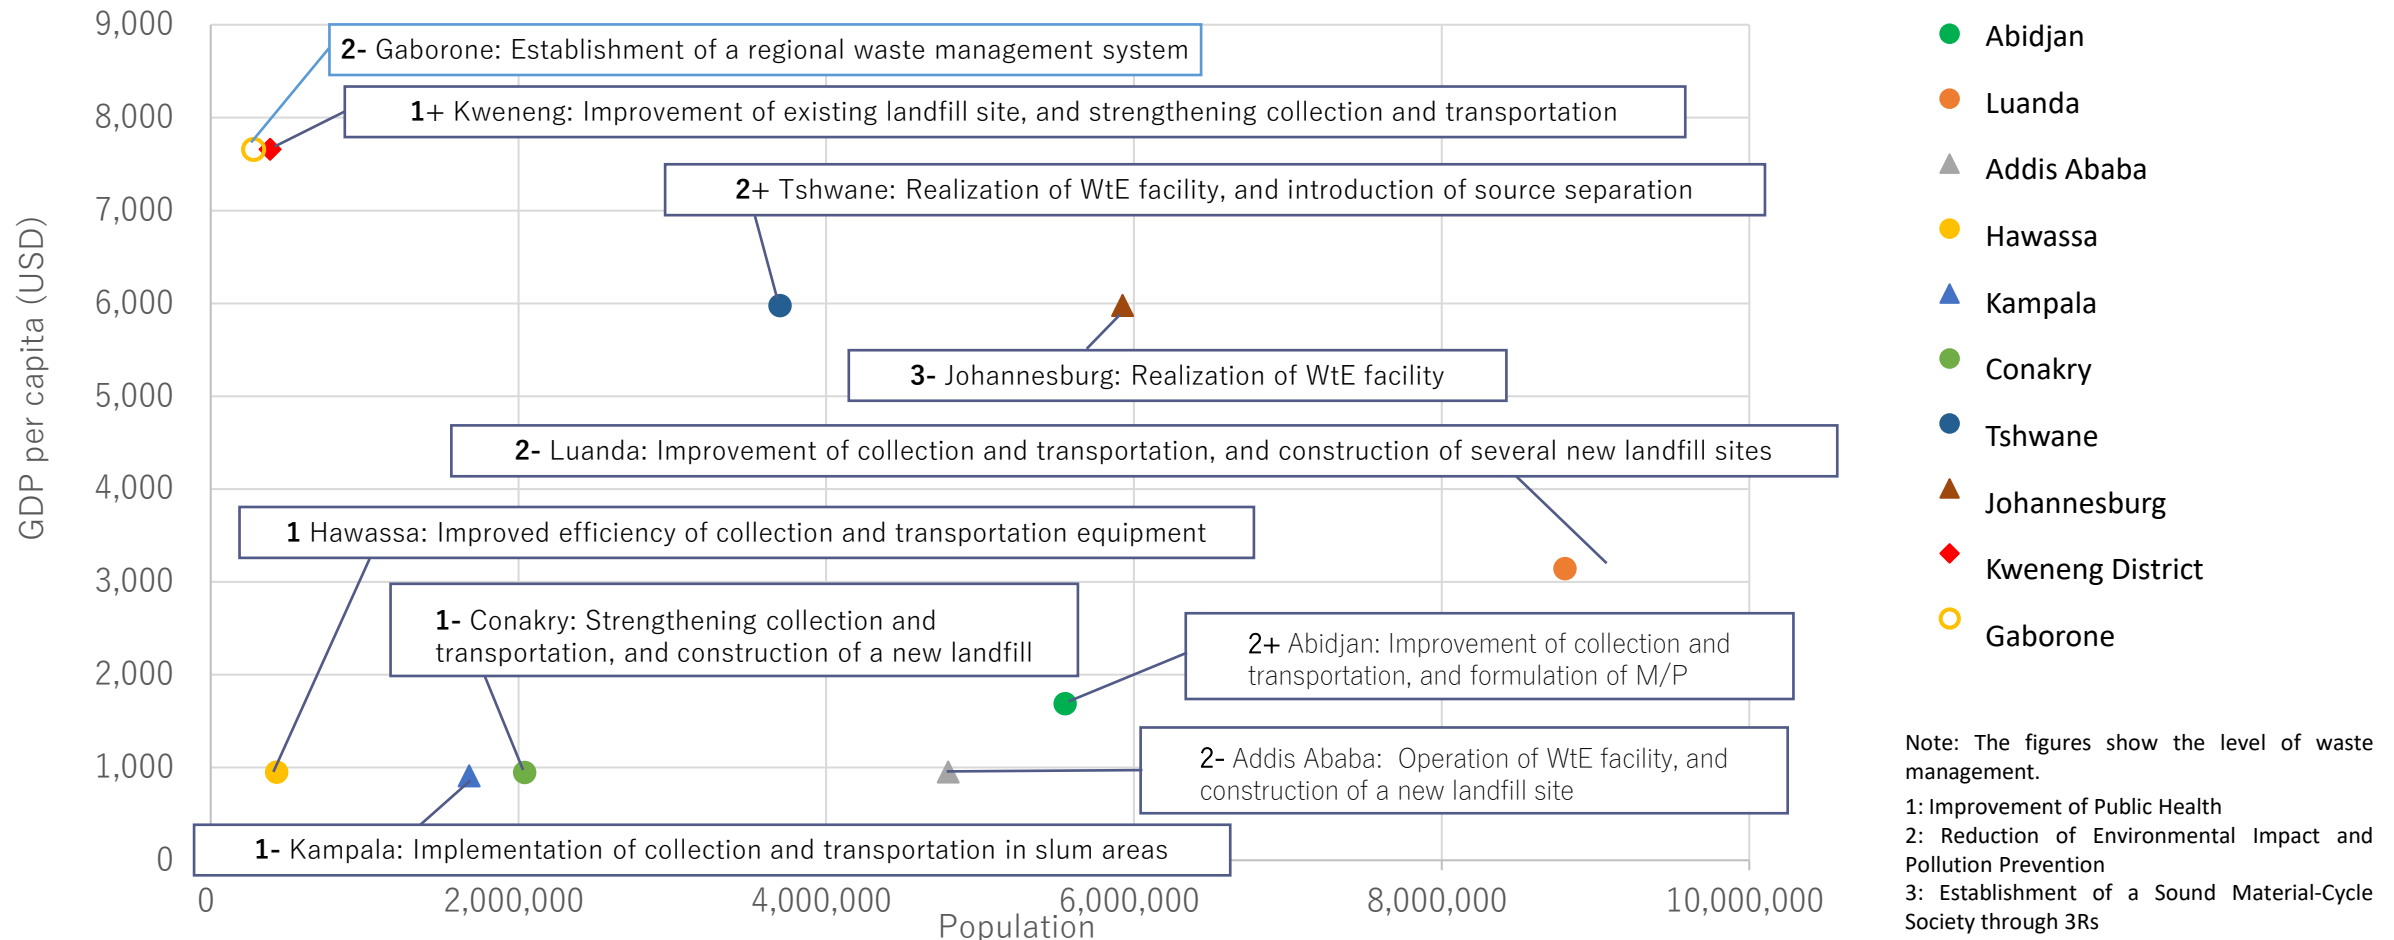 9,000
8,000
7,000
6,000
5,000
4,000
3,000
2,000
1,000
0
GDP per capita (USD)
2- Gaborone: Establishment of a regional waste management system
1+ Kweneng: Improvement of existing landfill site, and strengthening collection and transportation
2+ Tshwane: Realization of WtE facility, and introduction of source separation
3- Johannesburg: Realization of WtE facility
2- Luanda: Improvement of collection and transportation, and construction of several new landfill sites
1 Hawassa: Improved efficiency of collection and transportation equipment
1- Conakry: Strengthening collection and
transportation, and construction of a new landfill
2+ Abidjan: Improvement of collection and
transportation, and formulation of M/P
2- Addis Ababa: Operation of WtE facility, and
construction of a new landfill site
1- Kampala: Implementation of collection and transportation in slum areas
0 2,000,000 4,000,000 6,000,000 8,000,000 10,000,000
Population
Abidjan
Luanda
Addis Ababa
Hawassa
Kampala
Conakry
Tshwane
Johannesburg
Kweneng District
Gaborone
Note: The figures show the level of waste
management.
1: Improvement of Public Health
2: Reduction of Environmental Impact and
Pollution Prevention
3: Establishment of a Sound Material-Cycle
Society through 3Rs